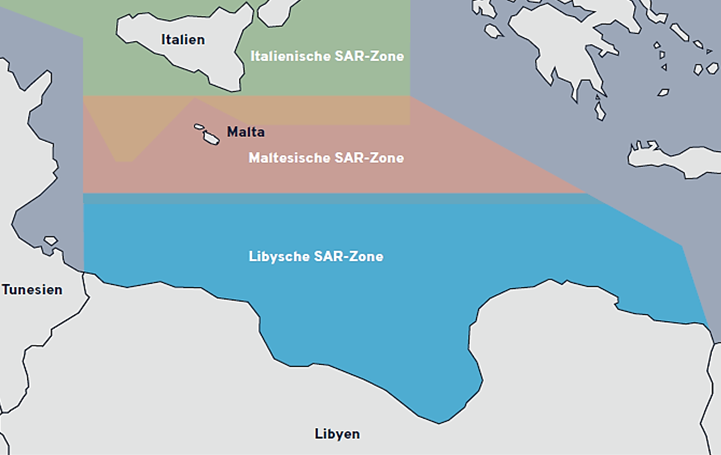 Italien
Italienische SAR-Zone
Malta
Maltesische SAR-Zone
Libysche SAR-Zone
Tunesien
Libyen